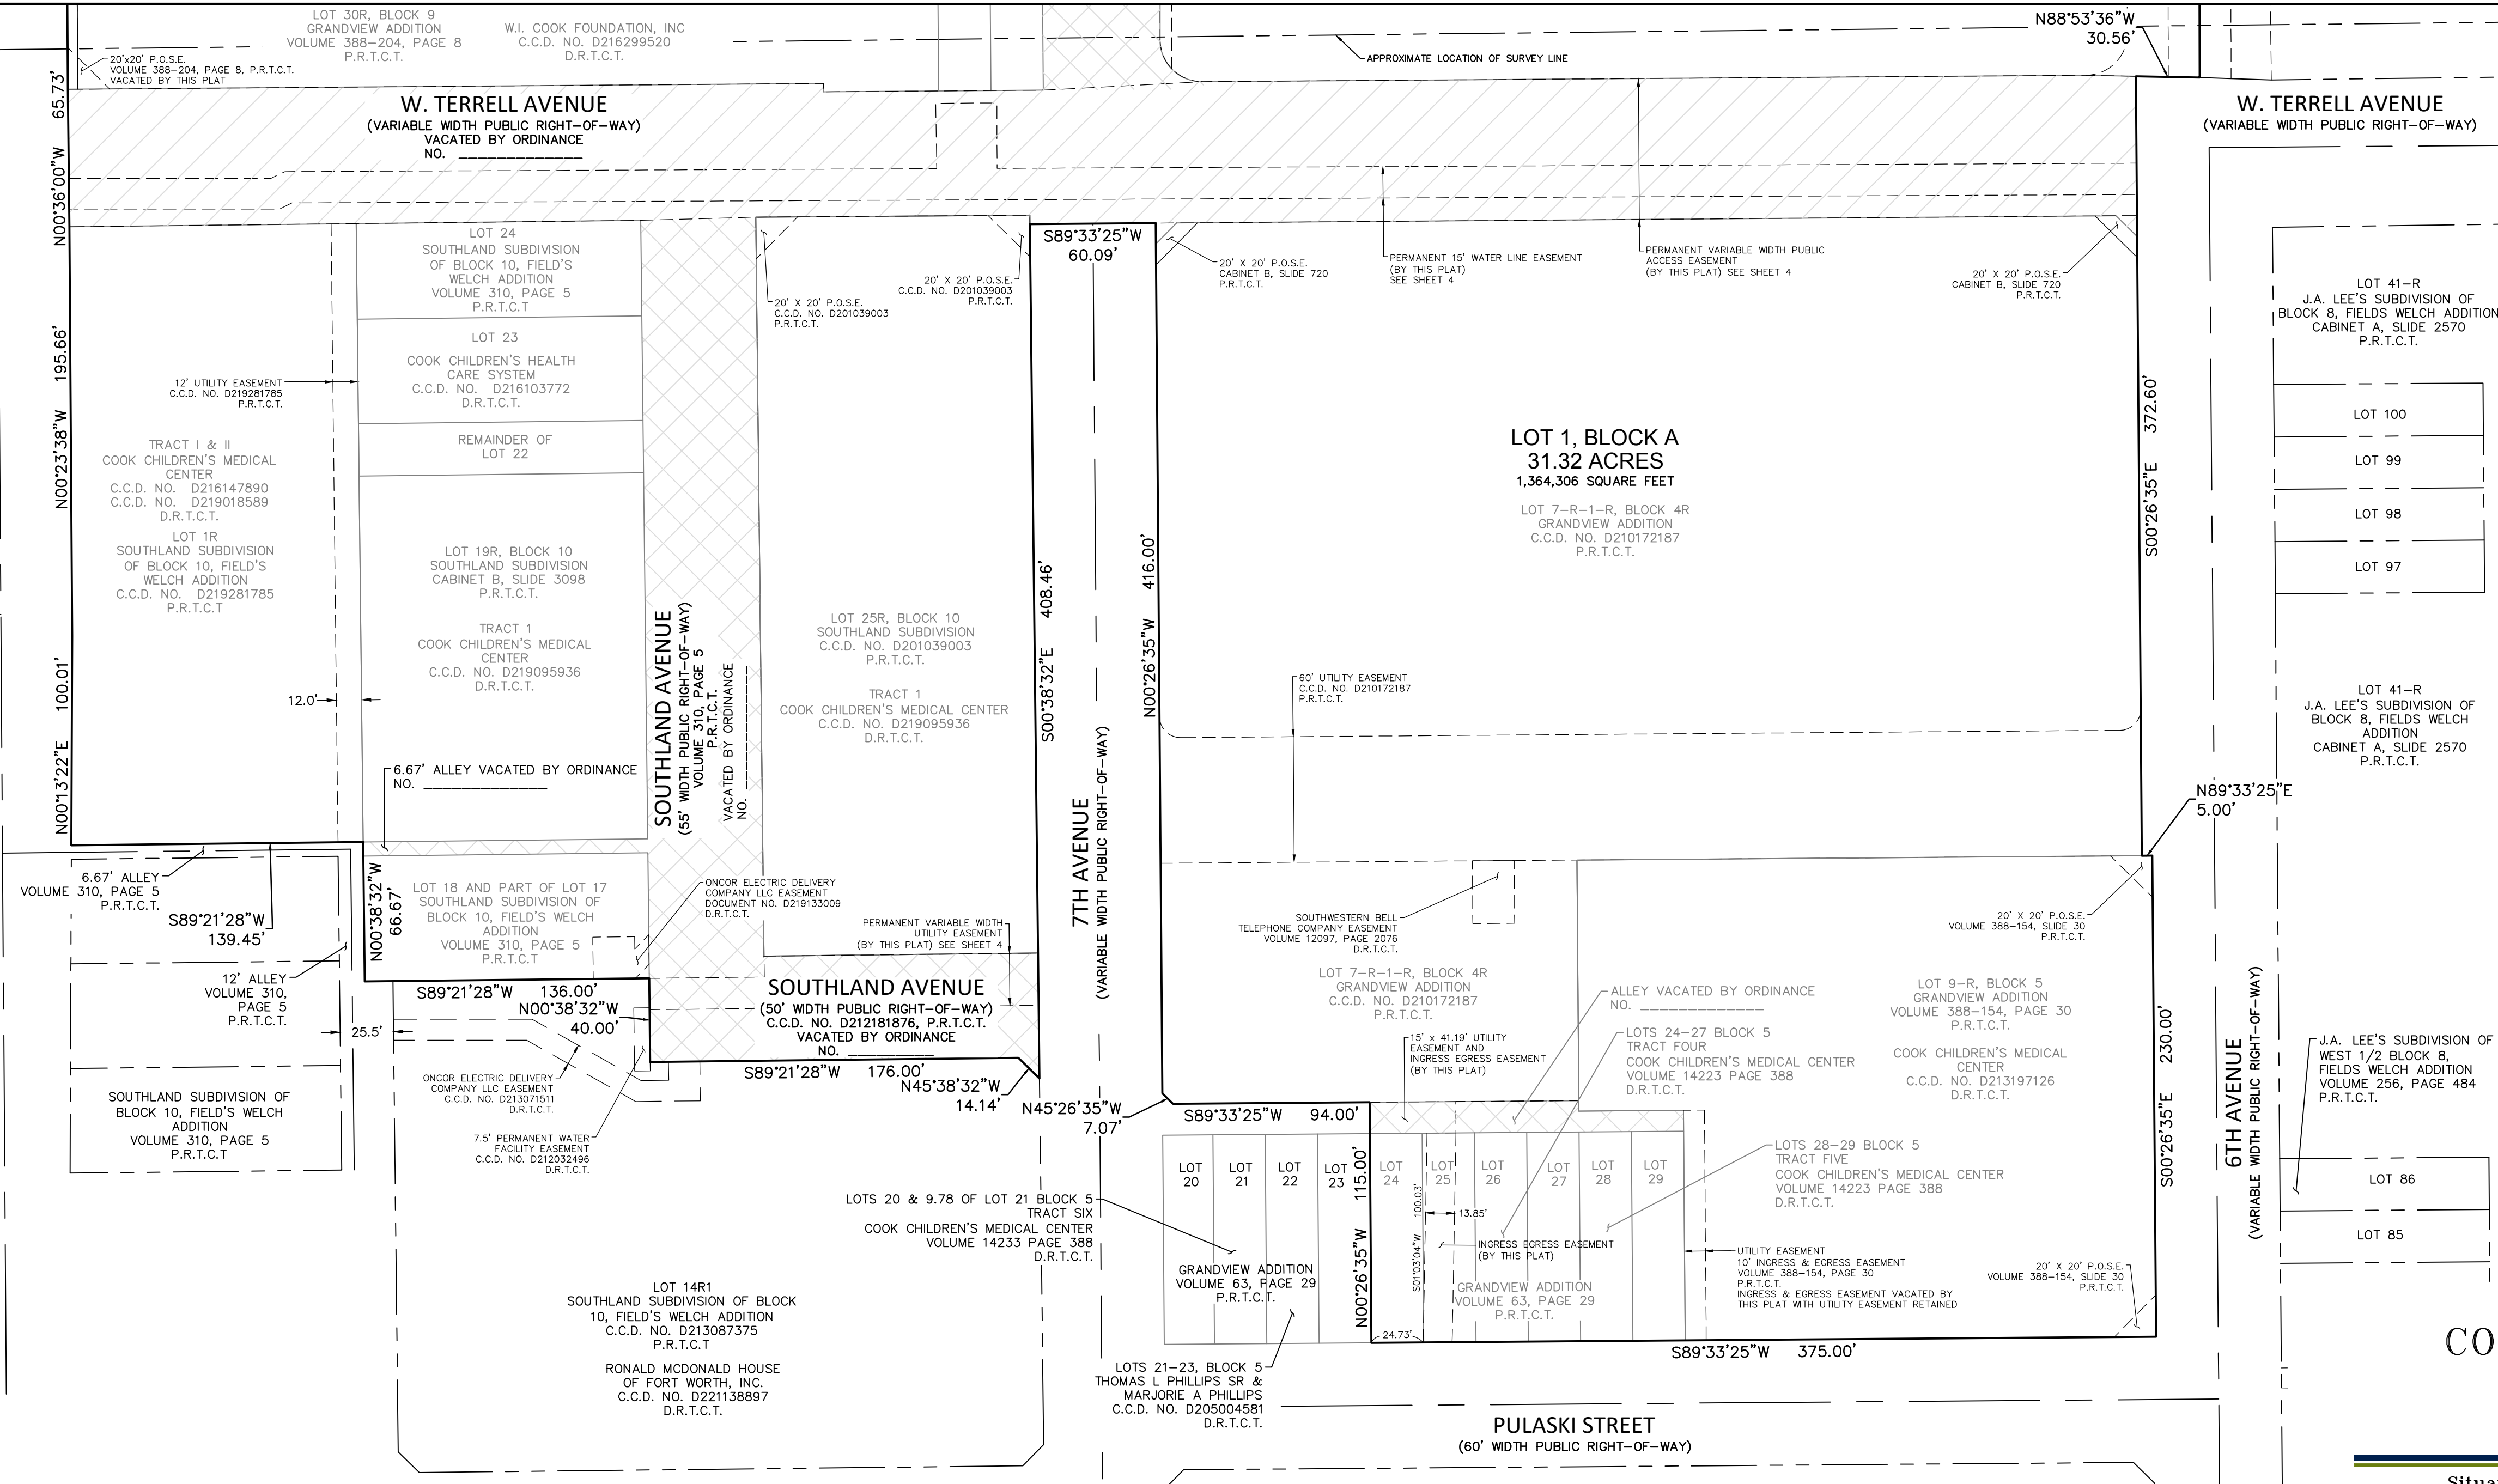 LOT 30R, BLOCK 9
GRANDVIEW ADDITION
VOLUME 388-204, PAGE 8
P.R.T.C.T.
W.I. COOK FOUNDATION, INC
C.C.D. NO. D216299520
D.R.T.C.T.
20'x20' P.O.S.E.
VOLUME 388-204, PAGE 8, P.R.T.C.T.
VACATED BY THIS PLAT
APPROXIMATE LOCATION OF SURVEY LINE
N88°53'36"W
30.56'
65.73'
N00°36'00"W
W. TERRELL AVENUE
(VARIABLE WIDTH PUBLIC RIGHT-OF-WAY)
VACATED BY ORDINANCE
NO. _____________
W. TERRELL AVENUE
(VARIABLE WIDTH PUBLIC RIGHT-OF-WAY)
LOT 24
SOUTHLAND SUBDIVISION
OF BLOCK 10, FIELD'S
WELCH ADDITION
VOLUME 310, PAGE 5
P.R.T.C.T
LOT 23
COOK CHILDREN'S HEALTH
CARE SYSTEM
C.C.D. NO. D216103772
D.R.T.C.T.
REMAINDER OF
LOT 22
12' UTILITY EASEMENT
C.C.D. NO. D219281785
P.R.T.C.T.
N00°23'38"W 195.66'
TRACT I & II
COOK CHILDREN'S MEDICAL
CENTER
C.C.D. NO. D216147890
C.C.D. NO. D219018589
D.R.T.C.T.
LOT 1R
SOUTHLAND SUBDIVISION
OF BLOCK 10, FIELD'S
WELCH ADDITION
C.C.D. NO. D219281785
P.R.T.C.T
LOT 19R, BLOCK 10
SOUTHLAND SUBDIVISION
CABINET B, SLIDE 3098
P.R.T.C.T.
TRACT 1
COOK CHILDREN'S MEDICAL
CENTER
C.C.D. NO. D219095936
D.R.T.C.T.
12.0'
N00°13'22"E 100.01'
6.67' ALLEY VACATED BY ORDINANCE
NO. _____________
SOUTHLAND AVENUE
(55' WIDTH PUBLIC RIGHT-OF-WAY)
VOLUME 310, PAGE 5
P.R.T.C.T.
VACATED BY ORDINANCE
NO. _____________
20' X 20' P.O.S.E.
C.C.D. NO. D201039003
P.R.T.C.T.
20' X 20' P.O.S.E.
C.C.D. NO. D201039003
P.R.T.C.T.
LOT 25R, BLOCK 10
SOUTHLAND SUBDIVISION
C.C.D. NO. D201039003
P.R.T.C.T.
TRACT 1
COOK CHILDREN'S MEDICAL CENTER
C.C.D. NO. D219095936
D.R.T.C.T.
S89°33'25"W
60.09'
S00°38'32"E 408.46'
7TH AVENUE
(VARIABLE WIDTH PUBLIC RIGHT-OF-WAY)
N00°26'35"W 416.00'
20' X 20' P.O.S.E.
CABINET B, SLIDE 720
P.R.T.C.T.
PERMANENT 15' WATER LINE EASEMENT
(BY THIS PLAT)
SEE SHEET 4
PERMANENT VARIABLE WIDTH PUBLIC
ACCESS EASEMENT
(BY THIS PLAT) SEE SHEET 4
20' X 20' P.O.S.E.
CABINET B, SLIDE 720
P.R.T.C.T.
LOT 1, BLOCK A
31.32 ACRES
1,364,306 SQUARE FEET
LOT 7-R-1-R, BLOCK 4R
GRANDVIEW ADDITION
C.C.D. NO. D210172187
P.R.T.C.T.
60' UTILITY EASEMENT
C.C.D. NO. D210172187
P.R.T.C.T.
S00°26'35"E 372.60'
N89°33'25"E
5.00'
LOT 41-R
J.A. LEE'S SUBDIVISION OF
BLOCK 8, FIELDS WELCH ADDITION
CABINET A, SLIDE 2570
P.R.T.C.T.
LOT 100
LOT 99
LOT 98
LOT 97
LOT 41-R
J.A. LEE'S SUBDIVISION OF
BLOCK 8, FIELDS WELCH
ADDITION
CABINET A, SLIDE 2570
P.R.T.C.T.
6.67' ALLEY
VOLUME 310, PAGE 5
P.R.T.C.T.
S89°21'28"W
139.45'
N00°38'32"W
66.67'
12' ALLEY
VOLUME 310,
PAGE 5
P.R.T.C.T.
25.5'
LOT 18 AND PART OF LOT 17
SOUTHLAND SUBDIVISION OF
BLOCK 10, FIELD'S WELCH
ADDITION
VOLUME 310, PAGE 5
P.R.T.C.T
ONCOR ELECTRIC DELIVERY
COMPANY LLC EASEMENT
DOCUMENT NO. D219133009
D.R.T.C.T.
PERMANENT VARIABLE WIDTH
UTILITY EASEMENT
(BY THIS PLAT) SEE SHEET 4
S89°21'28"W 136.00'
N00°38'32"W
40.00'
SOUTHLAND AVENUE
(50' WIDTH PUBLIC RIGHT-OF-WAY)
C.C.D. NO. D212181876, P.R.T.C.T.
VACATED BY ORDINANCE
NO. _________
S89°21'28"W 176.00'
N45°38'32"W
14.14'
ONCOR ELECTRIC DELIVERY
COMPANY LLC EASEMENT
C.C.D. NO. D213071511
D.R.T.C.T.
7.5' PERMANENT WATER
FACILITY EASEMENT
C.C.D. NO. D212032496
D.R.T.C.T.
SOUTHLAND SUBDIVISION OF
BLOCK 10, FIELD'S WELCH
ADDITION
VOLUME 310, PAGE 5
P.R.T.C.T
SOUTHWESTERN BELL
TELEPHONE COMPANY EASEMENT
VOLUME 12097, PAGE 2076
D.R.T.C.T.
LOT 7-R-1-R, BLOCK 4R
GRANDVIEW ADDITION
C.C.D. NO. D210172187
P.R.T.C.T.
15' x 41.19' UTILITY
EASEMENT AND
INGRESS EGRESS EASEMENT
(BY THIS PLAT)
ALLEY VACATED BY ORDINANCE
NO. _____________
LOTS 24-27 BLOCK 5
TRACT FOUR
COOK CHILDREN'S MEDICAL CENTER
VOLUME 14223 PAGE 388
D.R.T.C.T.
20' X 20' P.O.S.E.
VOLUME 388-154, SLIDE 30
P.R.T.C.T.
LOT 9-R, BLOCK 5
GRANDVIEW ADDITION
VOLUME 388-154, PAGE 30
P.R.T.C.T.
COOK CHILDREN'S MEDICAL
CENTER
C.C.D. NO. D213197126
D.R.T.C.T.
S00°26'35"E 230.00'
6TH AVENUE
(VARIABLE WIDTH PUBLIC RIGHT-OF-WAY)
J.A. LEE'S SUBDIVISION OF
WEST 1/2 BLOCK 8,
FIELDS WELCH ADDITION
VOLUME 256, PAGE 484
P.R.T.C.T.
LOT 86
LOT 85
N45°26'35"W
7.07'
S89°33'25"W 94.00'
LOT
20
LOT
21
LOT
22
LOT
23
N00°26'35"W 115.00'
LOT
24
LOT
25
LOT
26
LOT
27
LOT
28
LOT
29
S01°03'04"W 100.03'
13.85'
INGRESS EGRESS EASEMENT
(BY THIS PLAT)
LOTS 28-29 BLOCK 5
TRACT FIVE
COOK CHILDREN'S MEDICAL CENTER
VOLUME 14223 PAGE 388
D.R.T.C.T.
LOTS 20 & 9.78 OF LOT 21 BLOCK 5
TRACT SIX
COOK CHILDREN'S MEDICAL CENTER
VOLUME 14233 PAGE 388
D.R.T.C.T.
GRANDVIEW ADDITION
VOLUME 63, PAGE 29
P.R.T.C.T.
GRANDVIEW ADDITION
VOLUME 63, PAGE 29
P.R.T.C.T.
UTILITY EASEMENT
10' INGRESS & EGRESS EASEMENT
VOLUME 388-154, PAGE 30
P.R.T.C.T.
INGRESS & EGRESS EASEMENT VACATED BY
THIS PLAT WITH UTILITY EASEMENT RETAINED
20' X 20' P.O.S.E.
VOLUME 388-154, SLIDE 30
P.R.T.C.T.
24.73'
S89°33'25"W 375.00'
LOT 14R1
SOUTHLAND SUBDIVISION OF BLOCK
10, FIELD'S WELCH ADDITION
C.C.D. NO. D213087375
P.R.T.C.T
RONALD MCDONALD HOUSE
OF FORT WORTH, INC.
C.C.D. NO. D221138897
D.R.T.C.T.
LOTS 21-23, BLOCK 5
THOMAS L PHILLIPS SR &
MARJORIE A PHILLIPS
C.C.D. NO. D205004581
D.R.T.C.T.
PULASKI STREET
(60' WIDTH PUBLIC RIGHT-OF-WAY)
CO